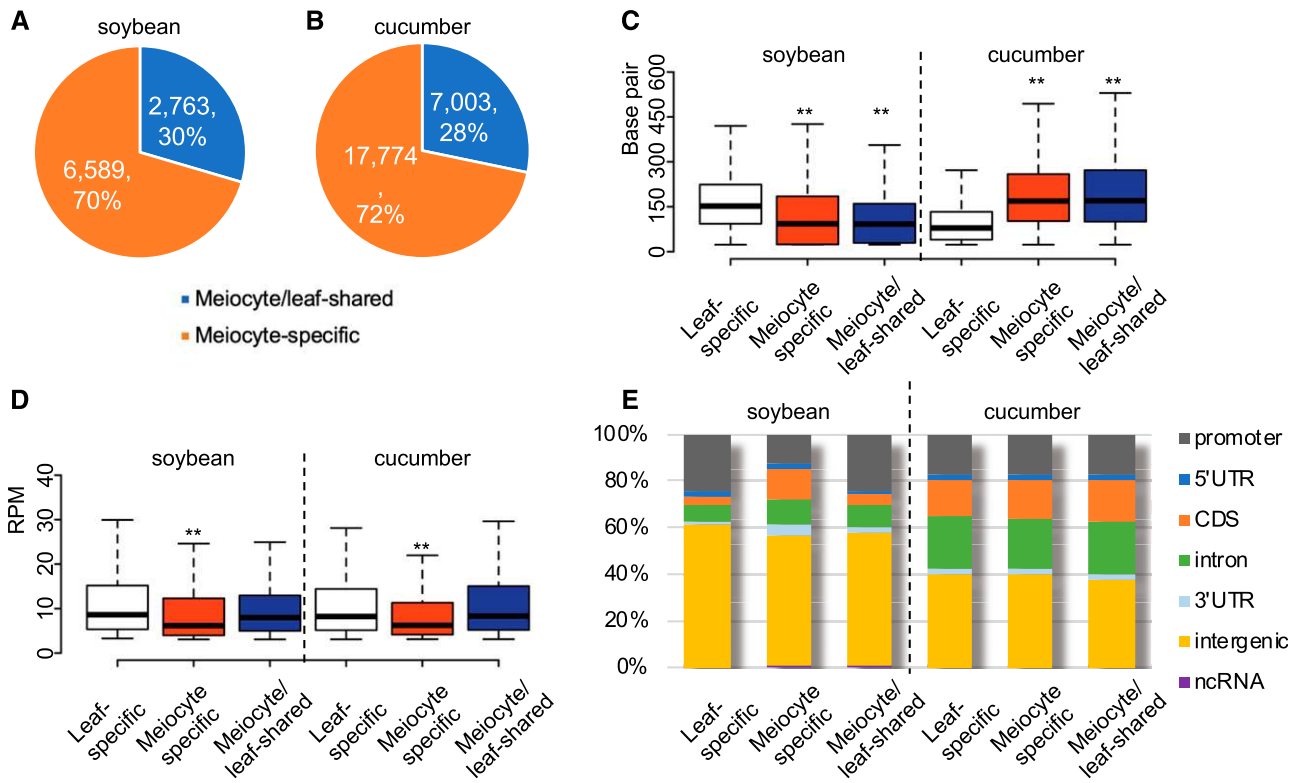 A
soybean
2,763,
30%
6,589,
70%
B
cucumber
7,003,
28%
17,774
,
72%
Meiocyte/leaf-shared
Meiocyte-specific
C
soybean
cucumber
Base pair
0
150
300
450
600
**
**
**
**
Leaf-
specific
Meiocyte
specific
Meiocyte/
leaf-shared
Leaf-
specific
Meiocyte
specific
Meiocyte/
leaf-shared
D
soybean
cucumber
RPM
0
10
20
30
40
**
**
Leaf-
specific
Meiocyte
specific
Meiocyte/
leaf-shared
Leaf-
specific
Meiocyte
specific
Meiocyte/
leaf-shared
E
soybean
cucumber
100%
80%
60%
40%
20%
0%
Leaf-
specific
Meiocyte
specific
Meiocyte/
leaf-shared
Leaf-
specific
Meiocyte
specific
Meiocyte/
leaf-shared
promoter
5'UTR
CDS
intron
3'UTR
intergenic
ncRNA